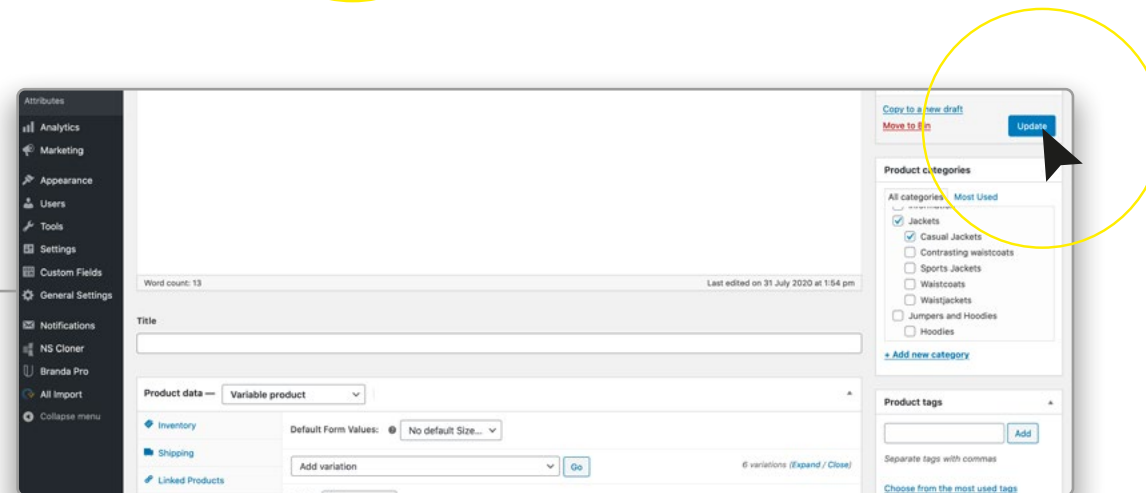 Attributes
Analytics
Marketing
Appearance
Users
Tools
Settings
Custom Fields
General Settings
Notifications
NS Cloner
Branda Pro
All Import
Collapse menu
Word count: 13
Last edited on 31 July 2020 at 1:54 pm
Title
Product data — Variable product
Inventory
Shipping
Linked Products
Default Form Values: No default Size...
Add variation
Go
6 variations (Expand / Close)
Copy to a new draft
Move to Bin
Update
Product categories
All categories Most Used
Jackets
Casual Jackets
Contrasting waistcoats
Sports Jackets
Waistcoats
Waistjackets
Jumpers and Hoodies
Hoodies
+ Add new category
Product tags
Add
Separate tags with commas
Choose from the most used tags